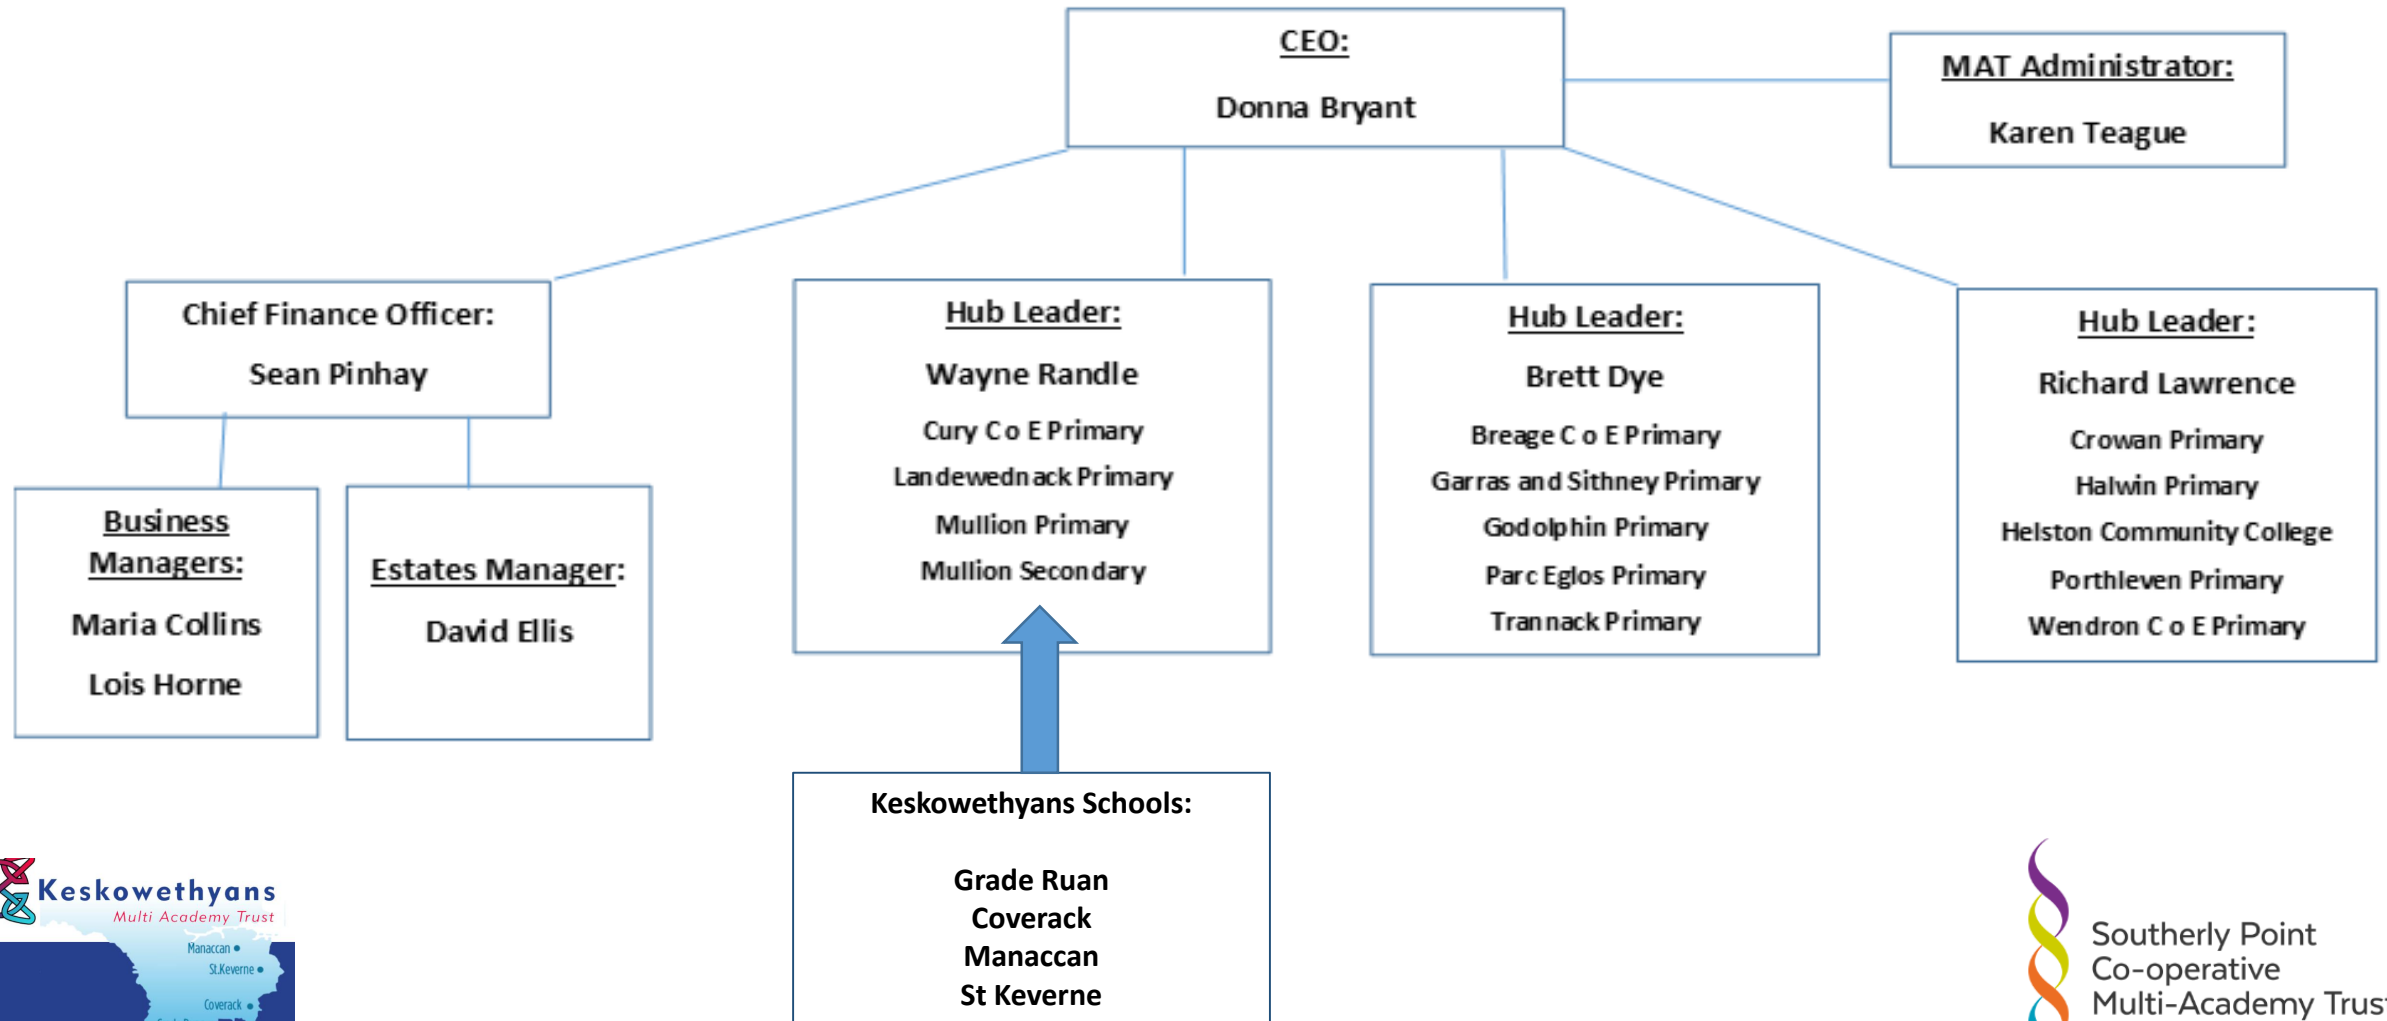 CEO:
Donna Bryant
MAT Administrator:
Karen Teague
Chief Finance Officer:
Sean Pinhay
Hub Leader:
Wayne Randle
Cury C o E Primary
Landewednack Primary
Mullion Primary
Mullion Secondary
Hub Leader:
Brett Dye
Breage C o E Primary
Garras and Sithney Primary
Godolphin Primary
Parc Eglos Primary
Trannack Primary
Hub Leader:
Richard Lawrence
Crowan Primary
Halwin Primary
Helston Community College
Porthleven Primary
Wendron C o E Primary
Business
Managers:
Maria Collins
Lois Horne
Estates Manager:
David Ellis
Keskowethyans Schools:
Grade Ruan
Coverack
Manaccan
St Keverne
Keskowethyans
Multi Academy Trust
Manaccan
St.Keverne
Coverack
Southerly Point
Co-operative
Multi-Academy Trust